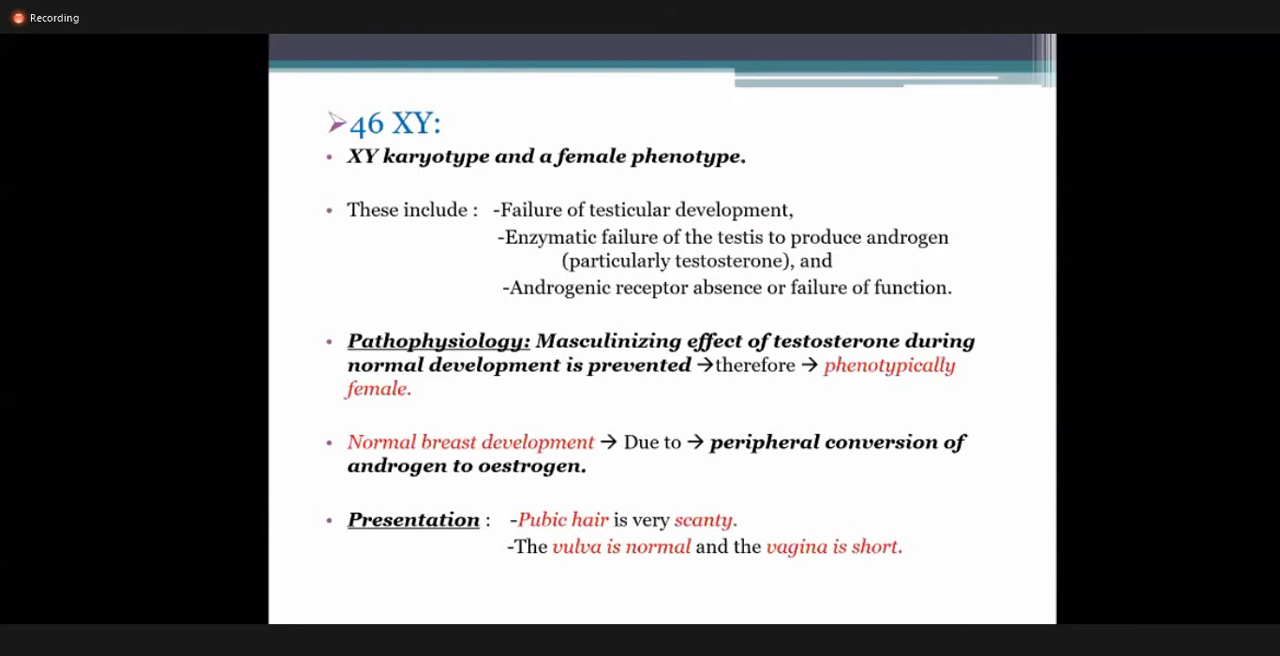 Recording
➢46 XY:
• XY karyotype and a female phenotype.
• These include : -Failure of testicular development,
-Enzymatic failure of the testis to produce androgen
(particularly testosterone), and
-Androgenic receptor absence or failure of function.
• Pathophysiology: Masculinizing effect of testosterone during
normal development is prevented →therefore → phenotypically
female.
• Normal breast development → Due to → peripheral conversion of
androgen to oestrogen.
• Presentation : -Pubic hair is very scanty.
-The vulva is normal and the vagina is short.